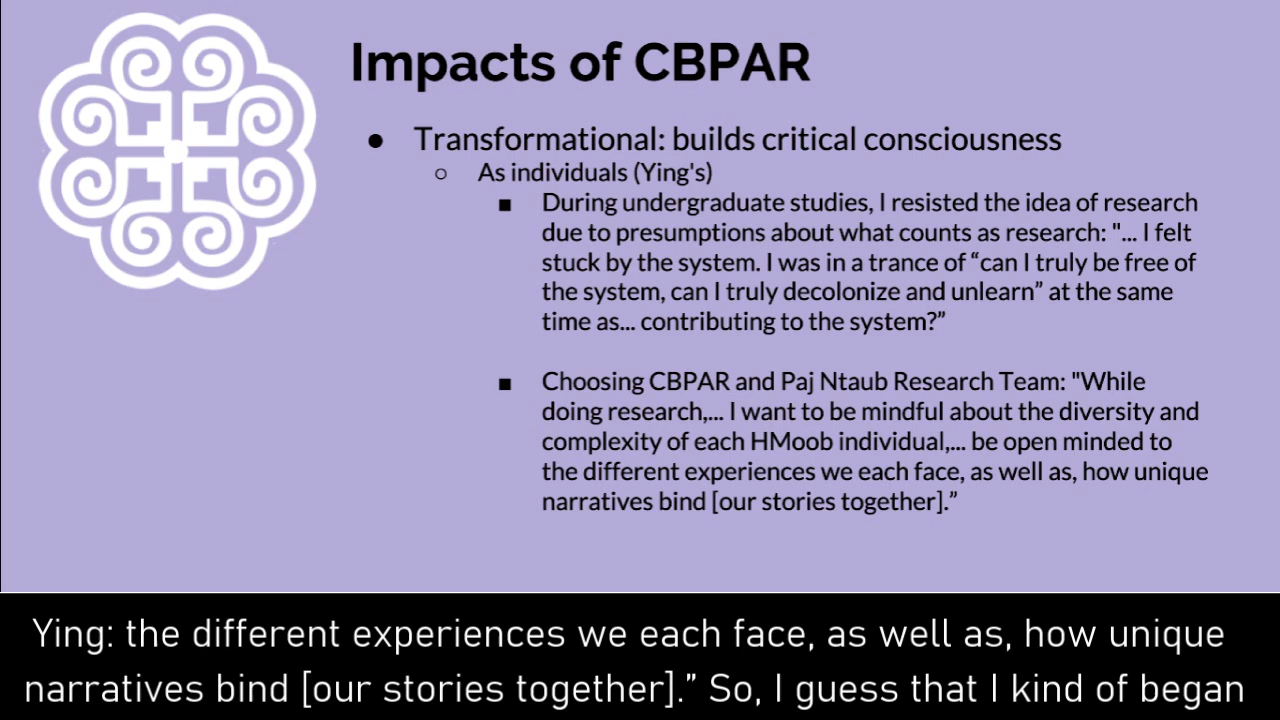 Impacts of CBPAR
● Transformational: builds critical consciousness
○ As individuals (Ying's)
■ During undergraduate studies, I resisted the idea of research
due to presumptions about what counts as research: "... I felt
stuck by the system. I was in a trance of “can I truly be free of
the system, can I truly decolonize and unlearn” at the same
time as... contributing to the system?”
■ Choosing CBPAR and Paj Ntaub Research Team: "While
doing research,... I want to be mindful about the diversity and
complexity of each HMoob individual,... be open minded to
the different experiences we each face, as well as, how unique
narratives bind [our stories together].”
Ying: the different experiences we each face, as well as, how unique
narratives bind [our stories together].” So, I guess that I kind of began